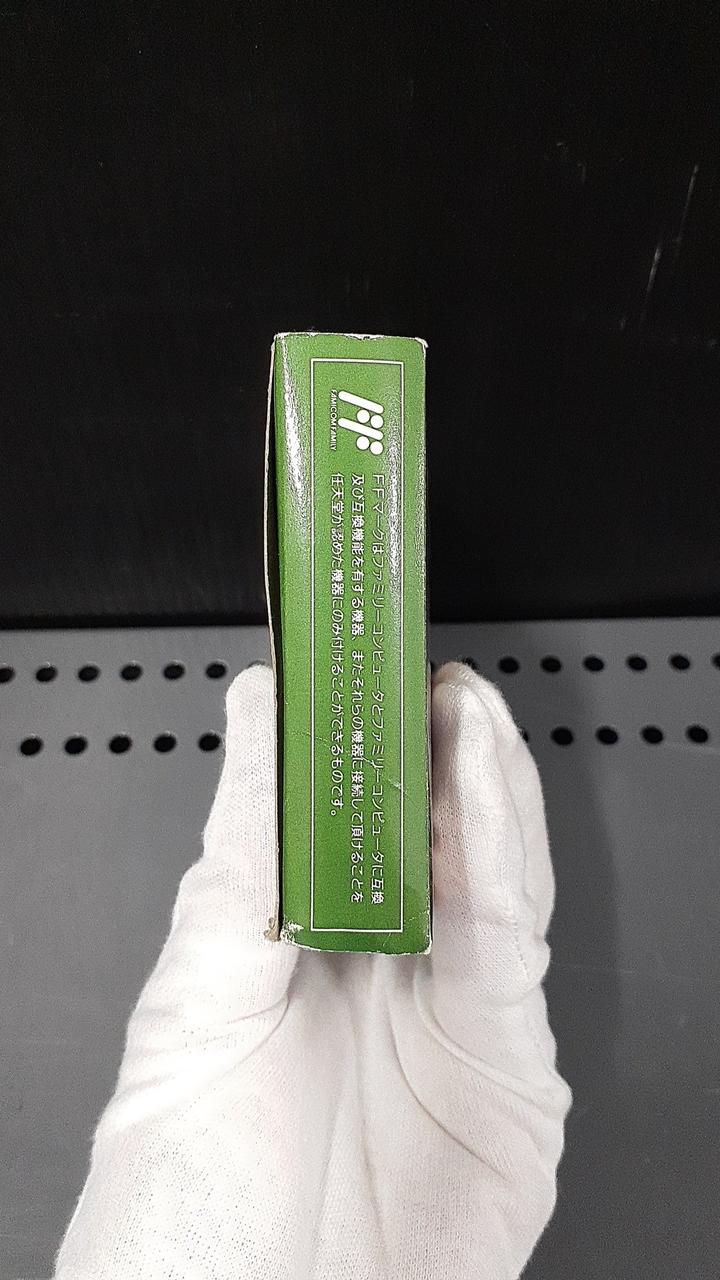 FAMICOM FAMILY
FFマークはファミリーコンピュータとファミリーコンピュータに互換
及び互換機能を有する機器、またそれらの機器に接続して頂けることを
任天堂が認めた機器にのみ付けることができるものです。